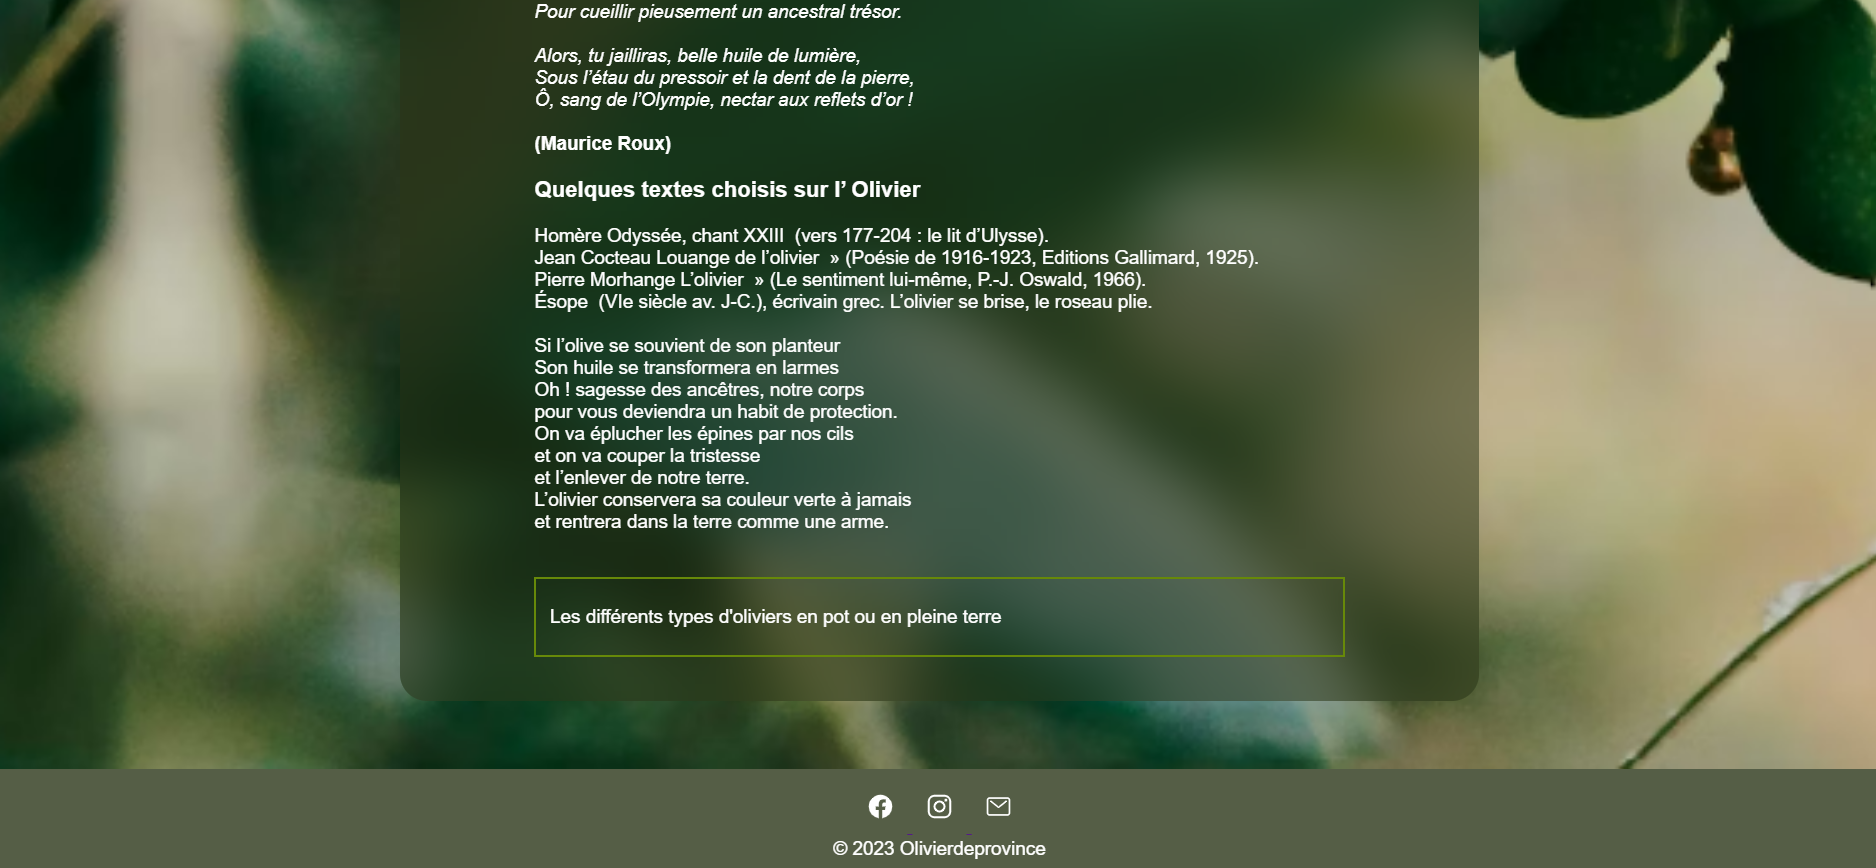 Pour cueillir pieusement un ancestral trésor.
Alors, tu jailliras, belle huile de lumière,
Sous l’étau du pressoir et la dent de la pierre,
Ô, sang de l’Olympie, nectar aux reflets d’or !
(Maurice Roux)
Quelques textes choisis sur l’ Olivier
Homère Odyssée, chant XXIII  (vers 177-204 : le lit d’Ulysse).
Jean Cocteau Louange de l’olivier  » (Poésie de 1916-1923, Editions Gallimard, 1925).
Pierre Morhange L’olivier  » (Le sentiment lui-même, P.-J. Oswald, 1966).
Ésope  (VIe siècle av. J-C.), écrivain grec. L’olivier se brise, le roseau plie.
Si l’olive se souvient de son planteur
Son huile se transformera en larmes
Oh ! sagesse des ancêtres, notre corps
pour vous deviendra un habit de protection.
On va éplucher les épines par nos cils
et on va couper la tristesse
et l’enlever de notre terre.
L’olivier conservera sa couleur verte à jamais
et rentrera dans la terre comme une arme.
Les différents types d'oliviers en pot ou en pleine terre
© 2023 Olivierdeprovince